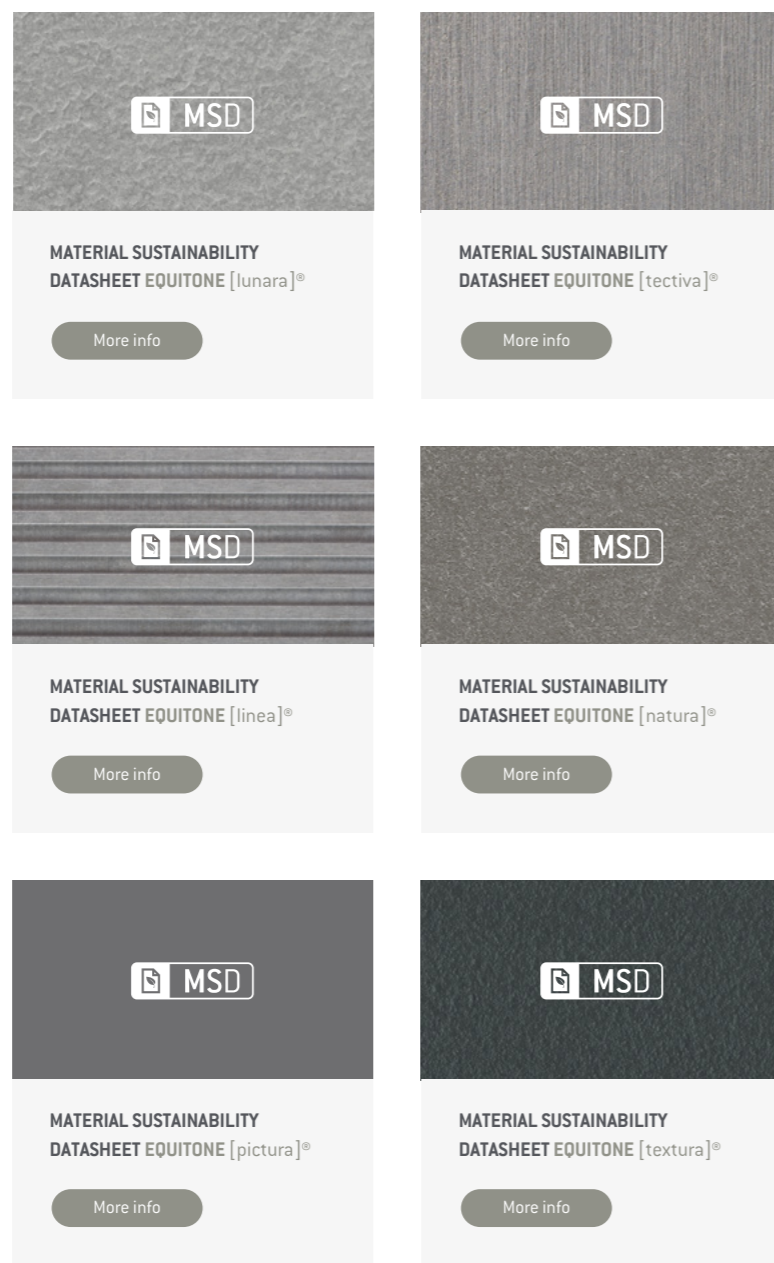 MSD
MATERIAL SUSTAINABILITY
DATASHEET EQUITONE [lunara]®
More info
MSD
MATERIAL SUSTAINABILITY
DATASHEET EQUITONE [tectiva]®
More info
MSD
MATERIAL SUSTAINABILITY
DATASHEET EQUITONE [linea]®
More info
MSD
MATERIAL SUSTAINABILITY
DATASHEET EQUITONE [natura]®
More info
MSD
MATERIAL SUSTAINABILITY
DATASHEET EQUITONE [pictura]®
More info
MSD
MATERIAL SUSTAINABILITY
DATASHEET EQUITONE [textura]®
More info